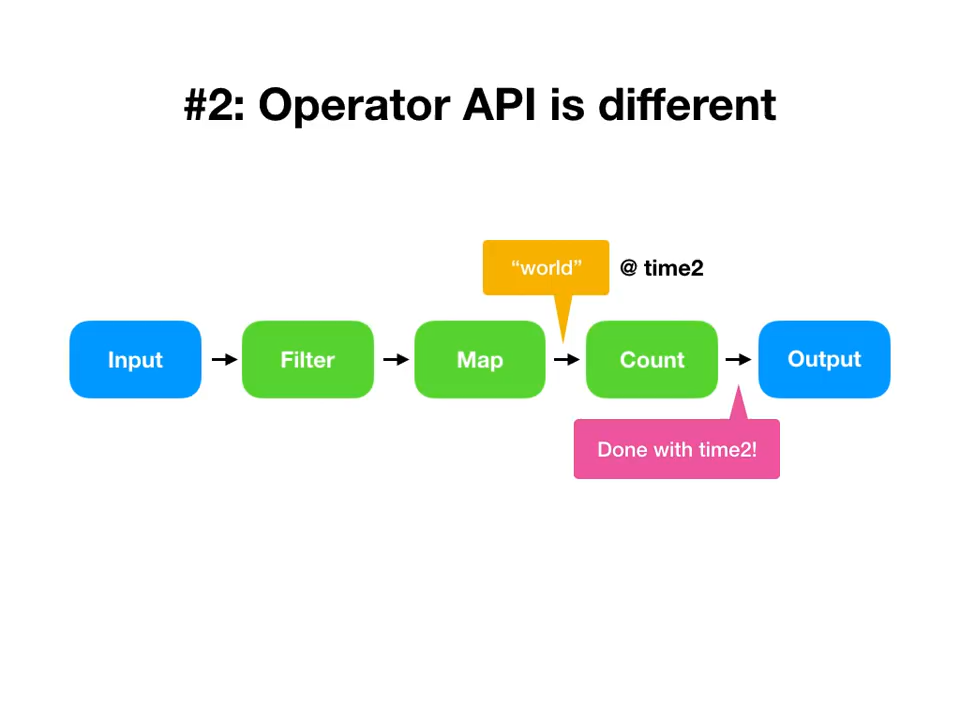 #2: Operator API is different
“world” @ time2
Input
Filter
Map
Count
Output
Done with time2!